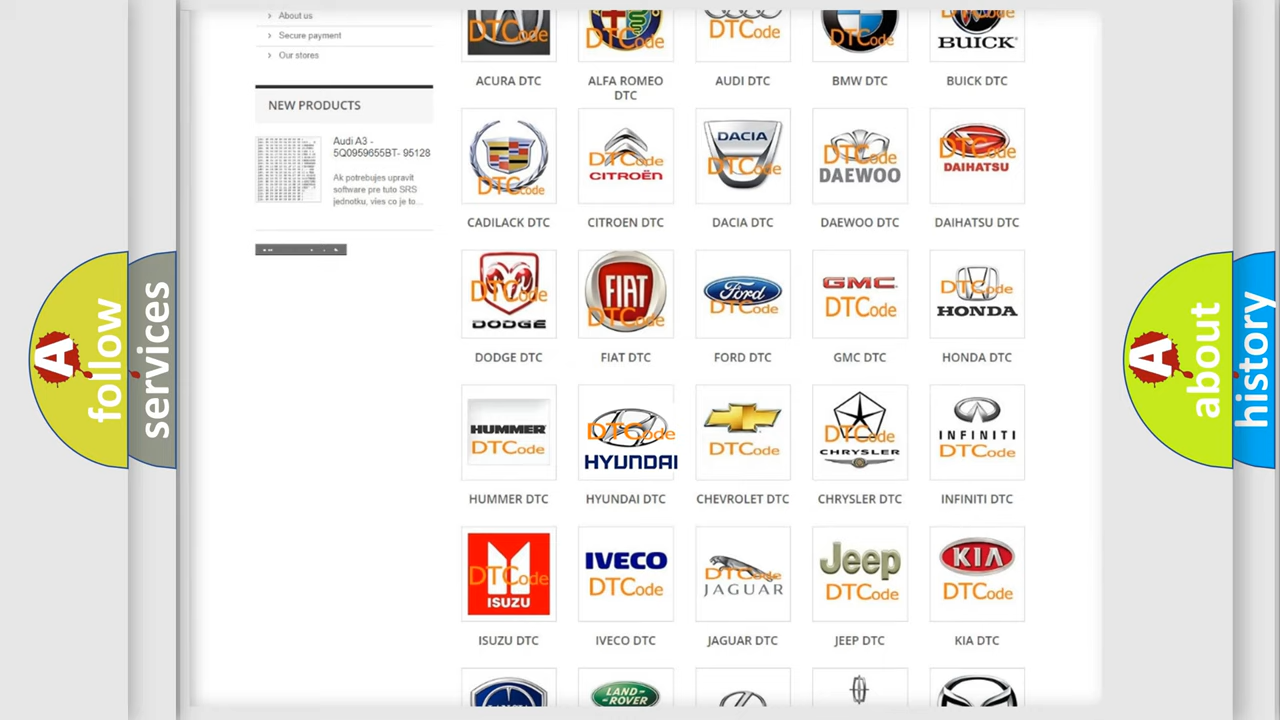 About us
Secure payment
Our stores
NEW PRODUCTS
Audi A3 -
5Q0959655BT- 95128
Ak potrebujes upravit
software pre tuto SRS
jednotku, vies co je to...
DTCode
DTCode
DTCode
DTCode
BUICK
ACURA DTC
ALFA ROMEO
DTC
AUDI DTC
BMW DTC
BUICK DTC
DTCode
DTCode
CITROËN
DACIA
DTCode
DTCode
DAEWOO
DTCode
DAIHATSU
CADILACK DTC
CITROEN DTC
DACIA DTC
DAEWOO DTC
DAIHATSU DTC
DTCode
DODGE
FIAT
DTCode
Ford
DTCode
GMC
DTCode
DTCode
HONDA
DODGE DTC
FIAT DTC
FORD DTC
GMC DTC
HONDA DTC
HUMMER
DTCode
DTCode
HYUNDAI
DTCode
DTCode
CHRYSLER
INFINITI
DTCode
HUMMER DTC
HYUNDAI DTC
CHEVROLET DTC
CHRYSLER DTC
INFINITI DTC
DTCode
ISUZU
IVECO
DTCode
DTCode
JAGUAR
Jeep
DTCode
KIA
DTCode
ISUZU DTC
IVECO DTC
JAGUAR DTC
JEEP DTC
KIA DTC
LAND-
ROVER
A
follow
services
A
about
history